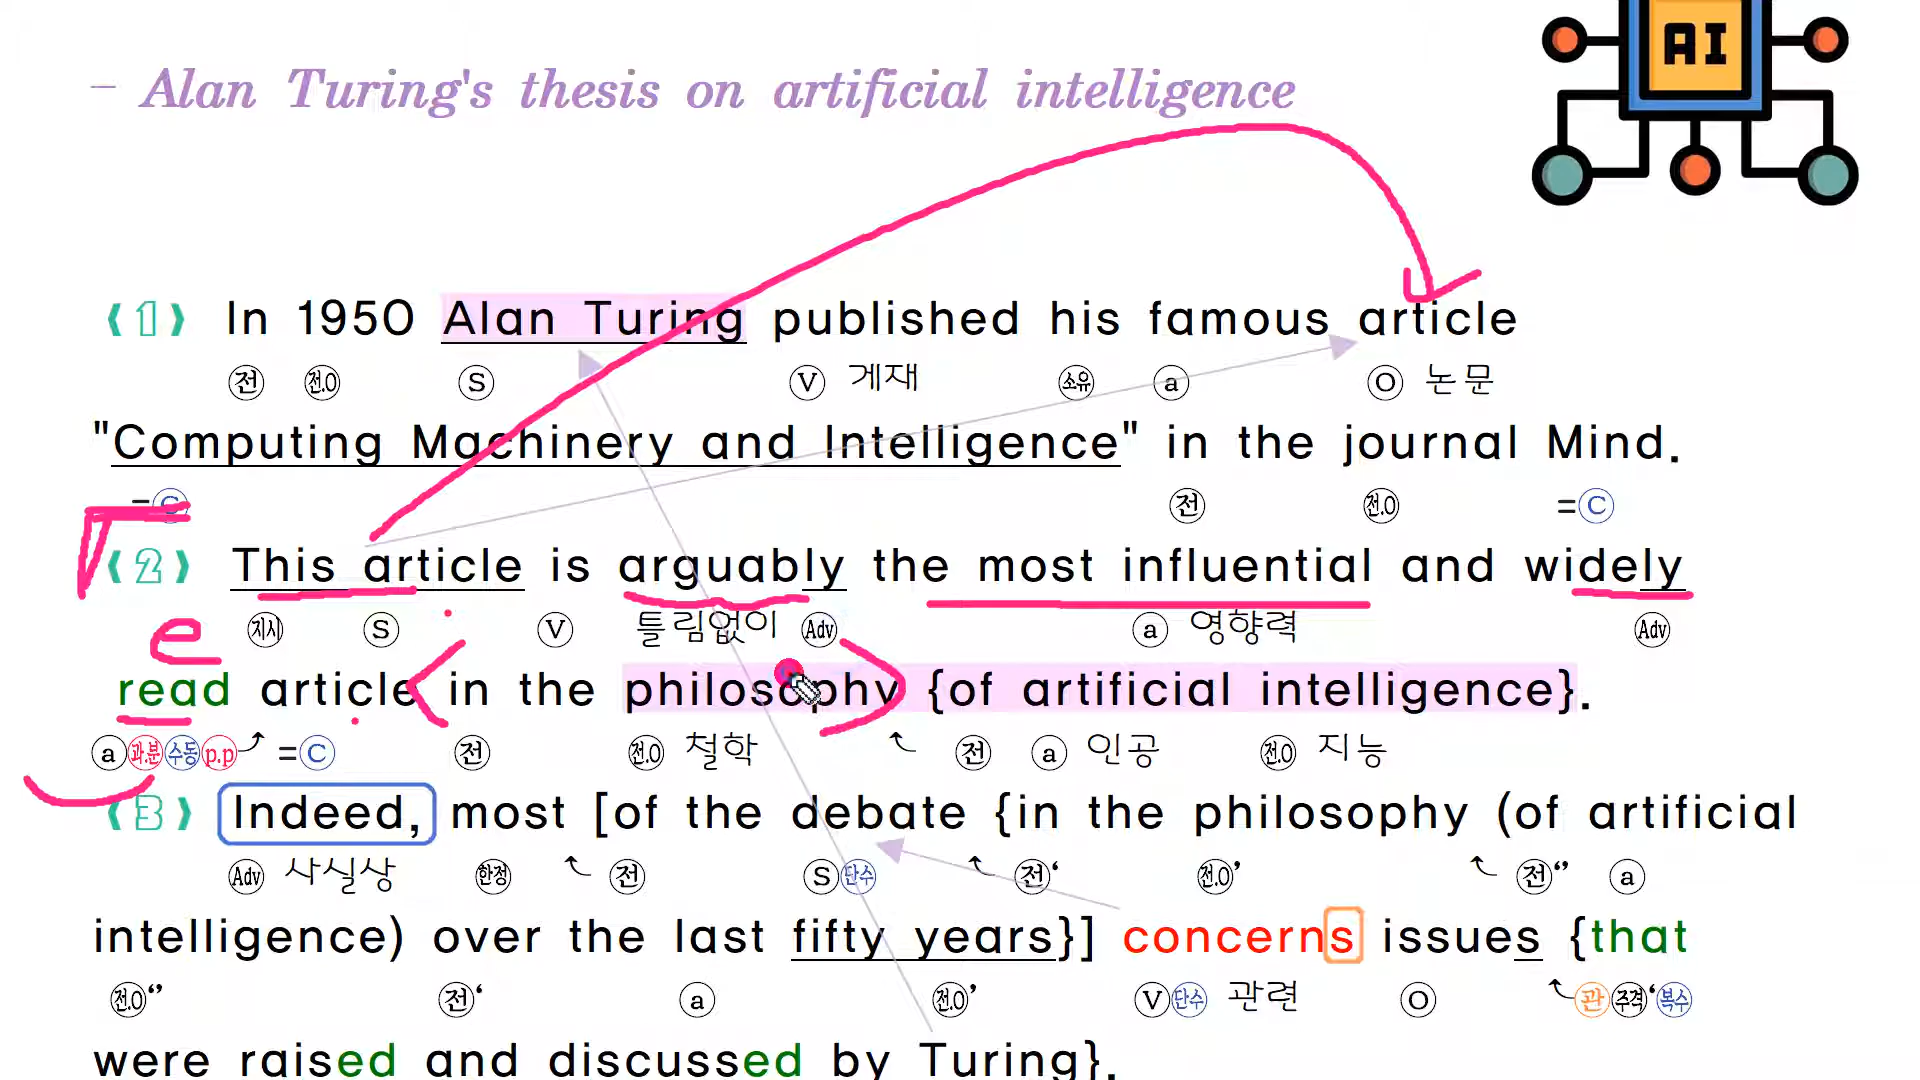 AI
– Alan Turing's thesis on artificial intelligence
❨1❩ In 1950 Alan Turing published his famous article
전 전.O S V 게재 소유 a O 논문
"Computing Machinery and Intelligence" in the journal Mind.
=C 전 전.O =C
❨2❩ This article is arguably the most influential and widely
지시 S V 틀림없이 Adv a 영향력 Adv
e
read article < in the philosophy > {of artificial intelligence}.
a 과.분 수동 p.p =C 전 전.O 철학 전 a 인공 전.O 지능
❨3❩ Indeed, most [of the debate {in the philosophy (of artificial
Adv 사실상 한정 전 S 단수 전‘ 전.O’ 전“ a
intelligence) over the last fifty years}] concerns issues {that
전.O” 전‘ a 전.O’ V 단수 관련 O 관 주격‘ 복수
were raised and discussed by Turing}.